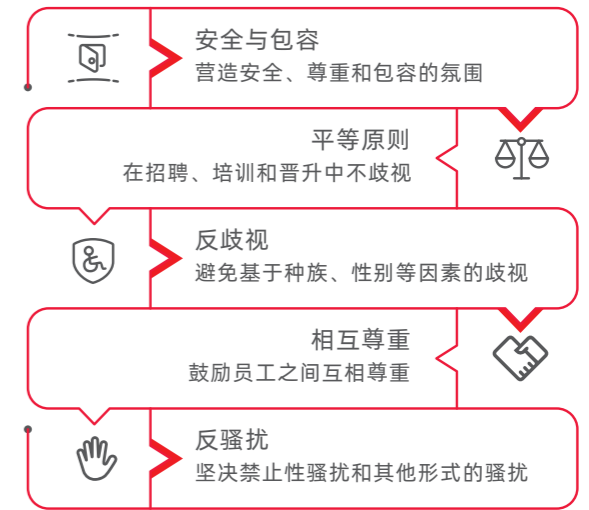 安全与包容
营造安全、尊重和包容的氛围
平等原则
在招聘、培训和晋升中不歧视
反歧视
避免基于种族、性别等因素的歧视
相互尊重
鼓励员工之间互相尊重
反骚扰
坚决禁止性骚扰和其他形式的骚扰